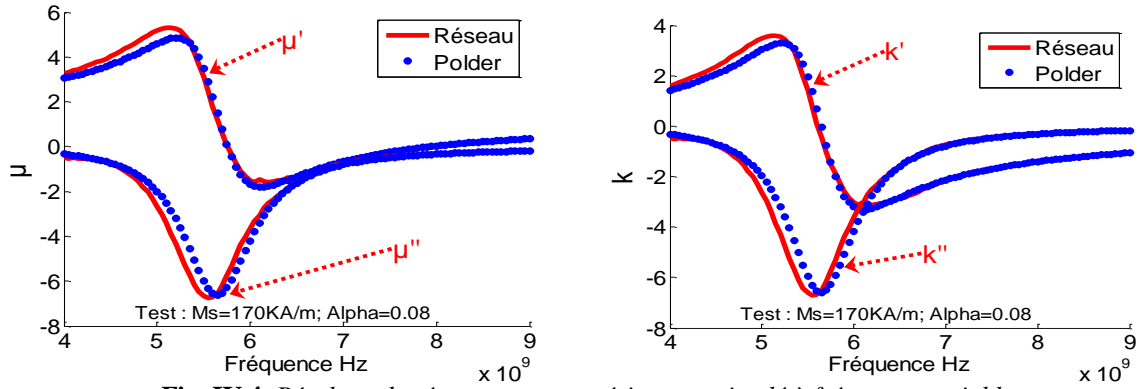 6
4
2
0
-2
-4
-6
-8
μ
μ'
μ"
Réseau
Polder
Test : Ms=170KA/m; Alpha=0.08
4 5 6 7 8 9
Fréquence Hz
x 10⁹
4
2
0
-2
-4
-6
-8
k
k'
k"
Réseau
Polder
Test : Ms=170KA/m; Alpha=0.08
4 5 6 7 8 9
Fréquence Hz
x 10⁹